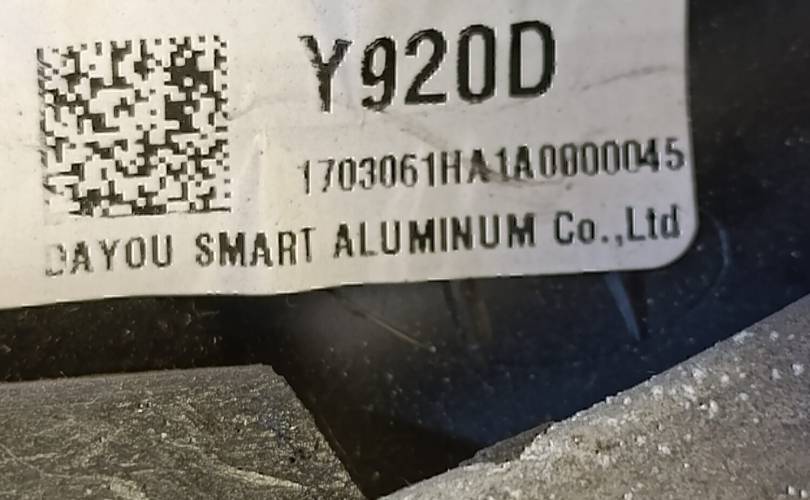 Y920D
1703061HA1A0000045
DAYOU SMART ALUMINUM Co.,Ltd